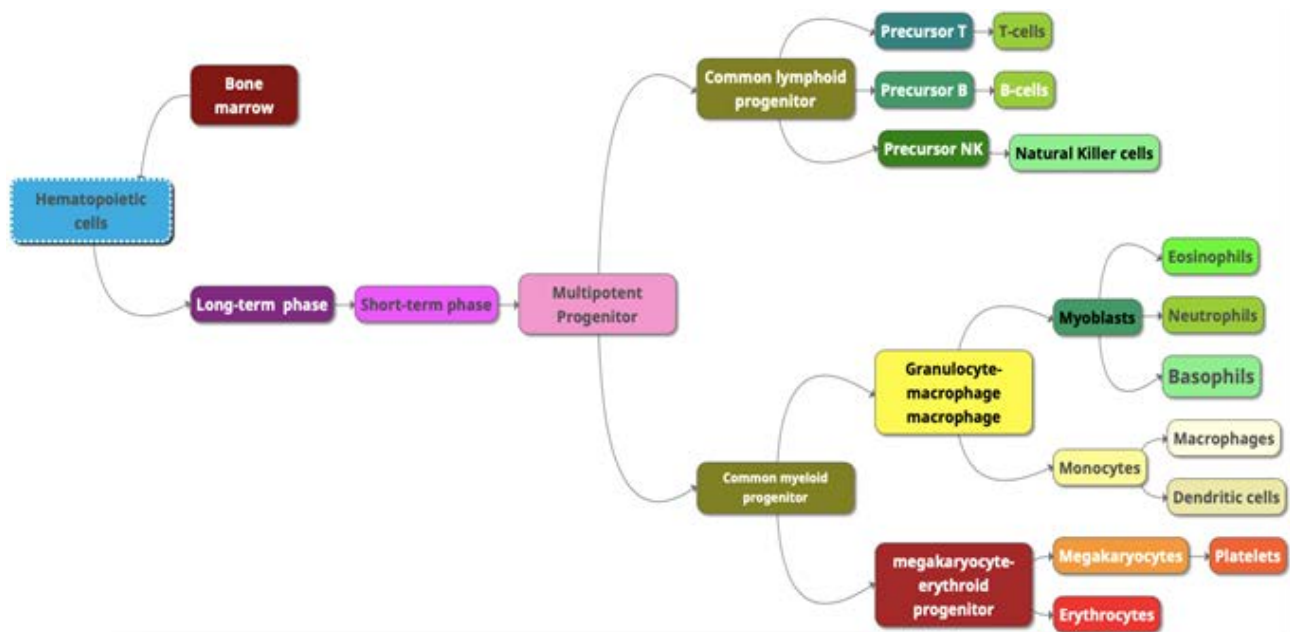 Bone
marrow
Hematopoietic
cells
Long-term phase
Short-term phase
Multipotent
Progenitor
Common lymphoid
progenitor
Precursor T
T-cells
Precursor B
B-cells
Precursor NK
Natural Killer cells
Common myeloid
progenitor
Granulocyte-
macrophage
macrophage
Myoblasts
Eosinophils
Neutrophils
Basophils
Monocytes
Macrophages
Dendritic cells
megakaryocyte-
erythroid
progenitor
Megakaryocytes
Platelets
Erythrocytes